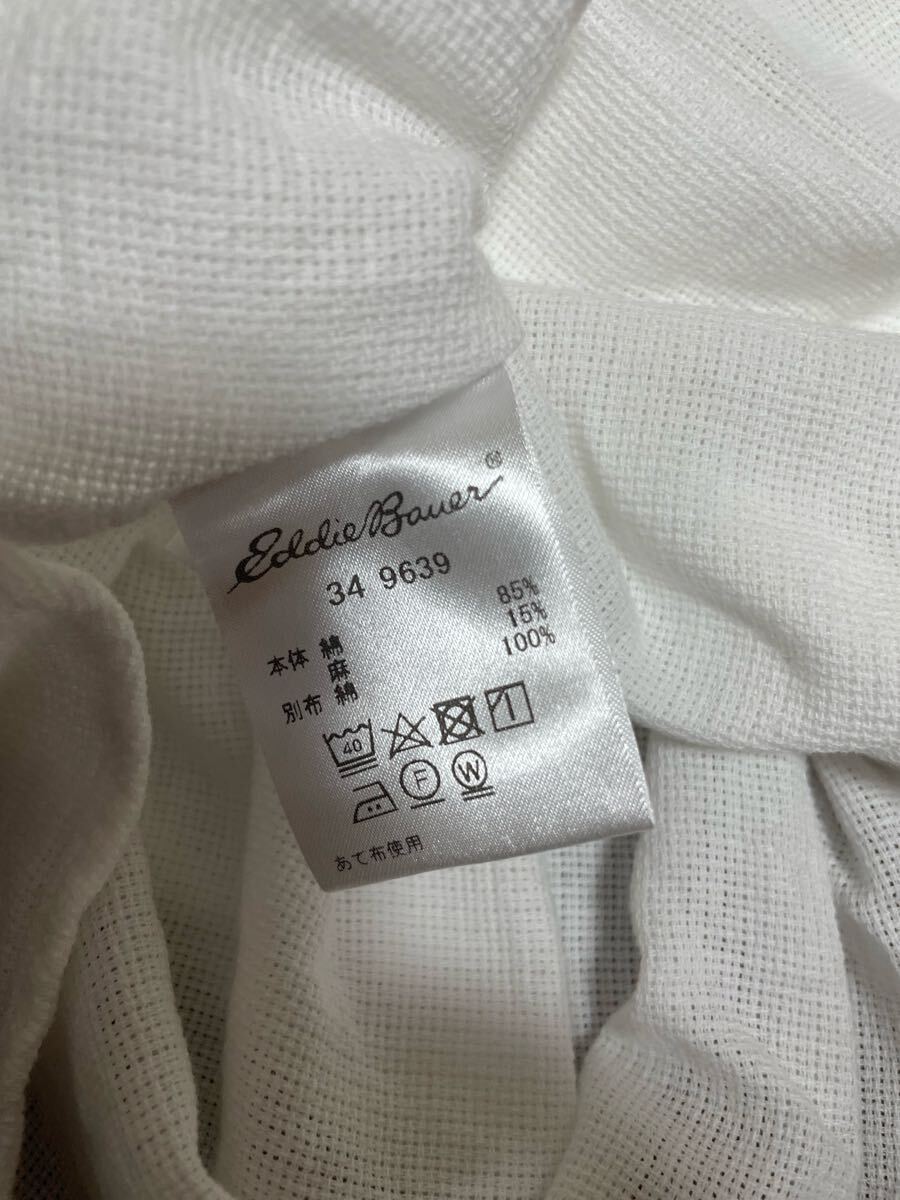 Eddie Bauer®
34 9639
本体 綿 85%
麻 15%
別布 綿 100%
40
F W
あて布使用